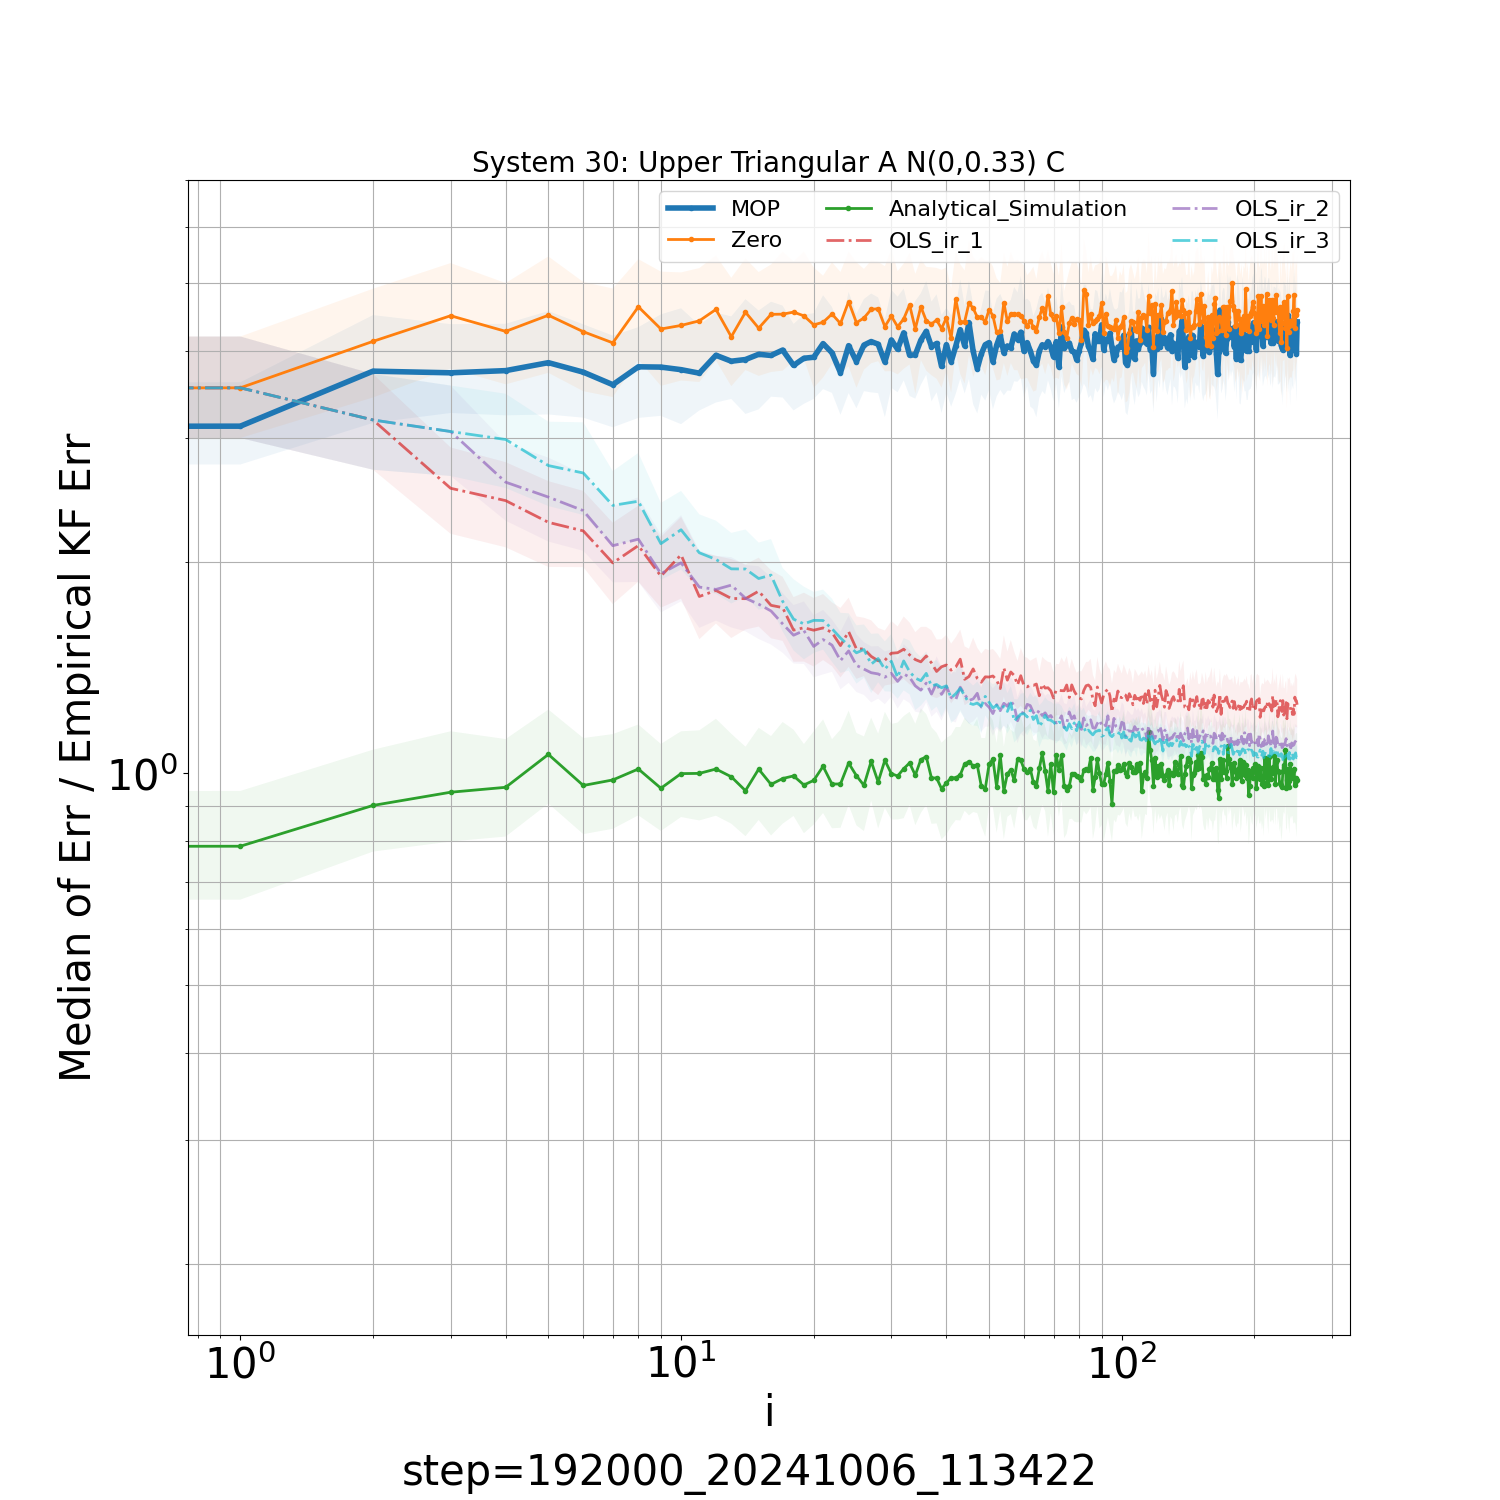 System 30: Upper Triangular A N(0,0.33) C
MOP
Zero
Analytical_Simulation
OLS_ir_1
OLS_ir_2
OLS_ir_3
Median of Err / Empirical KF Err
10⁰
10⁰ 10¹ 10²
i
step=192000_20241006_113422